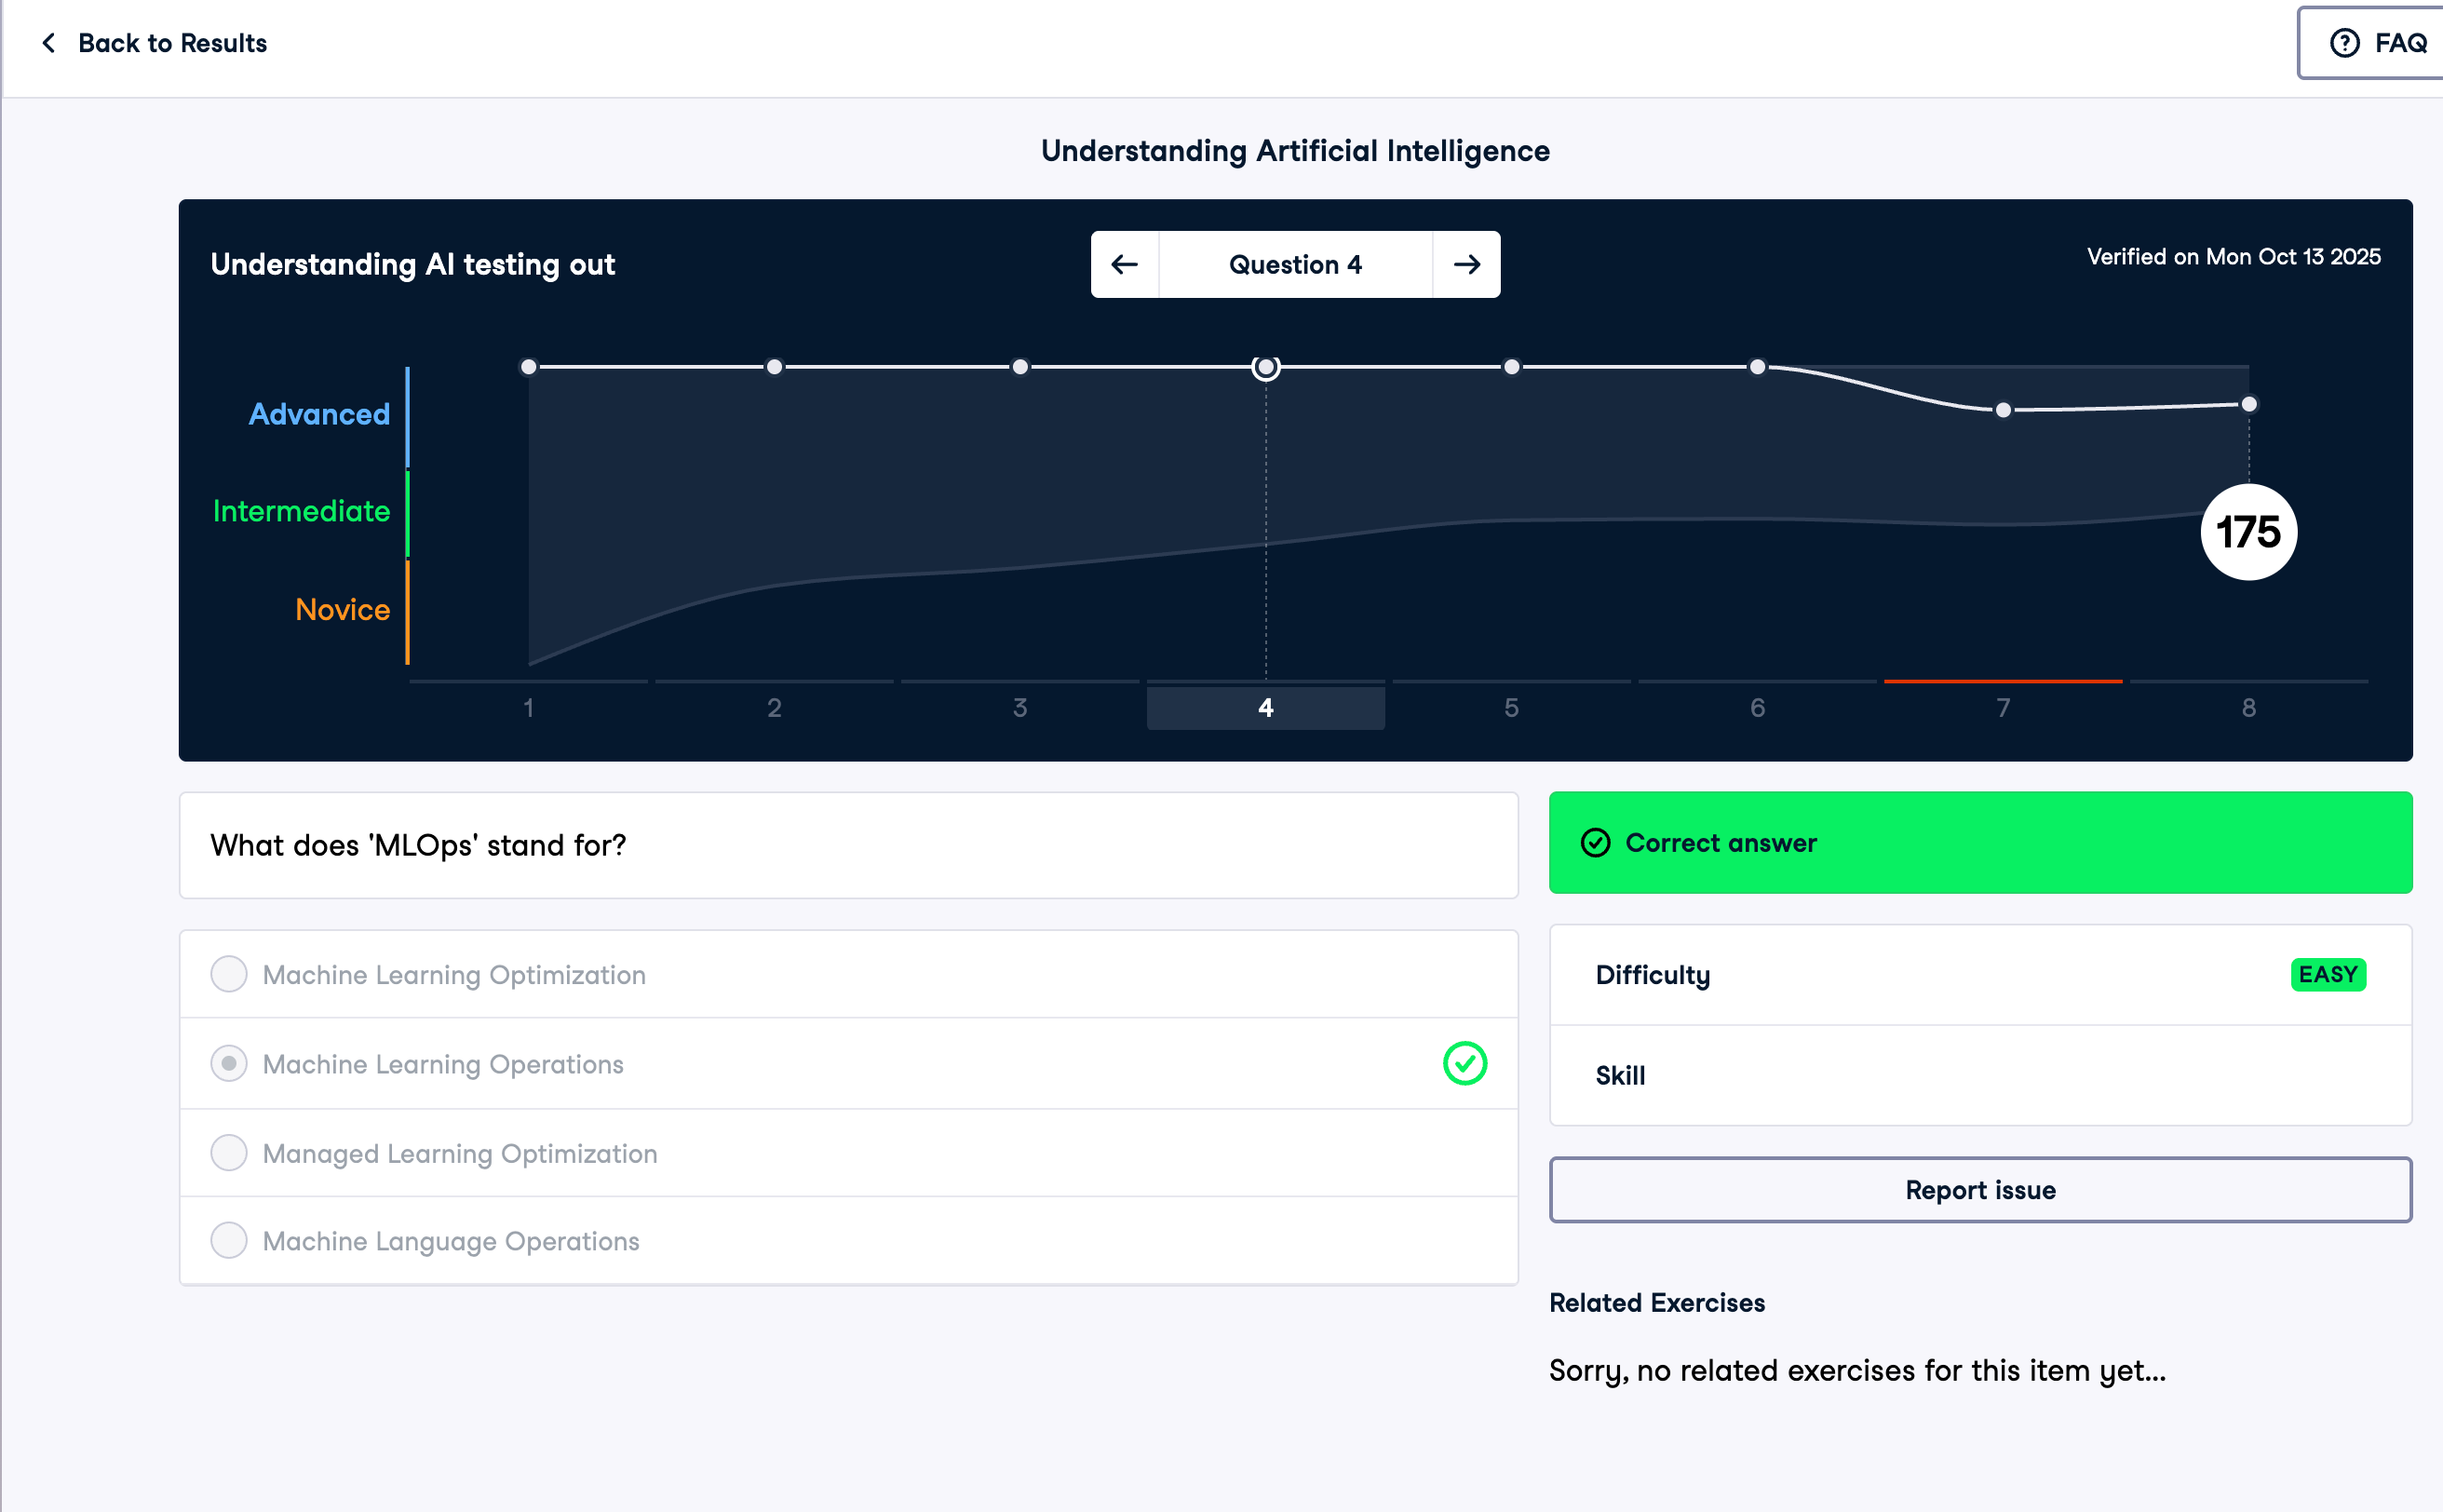 Back to Results
FAQ
Understanding Artificial Intelligence
Understanding AI testing out
Question 4
Verified on Mon Oct 13 2025
Advanced
Intermediate
Novice
175
1 2 3 4 5 6 7 8
What does 'MLOps' stand for?
Machine Learning Optimization
Machine Learning Operations
Managed Learning Optimization
Machine Language Operations
Correct answer
Difficulty EASY
Skill
Report issue
Related Exercises
Sorry, no related exercises for this item yet...